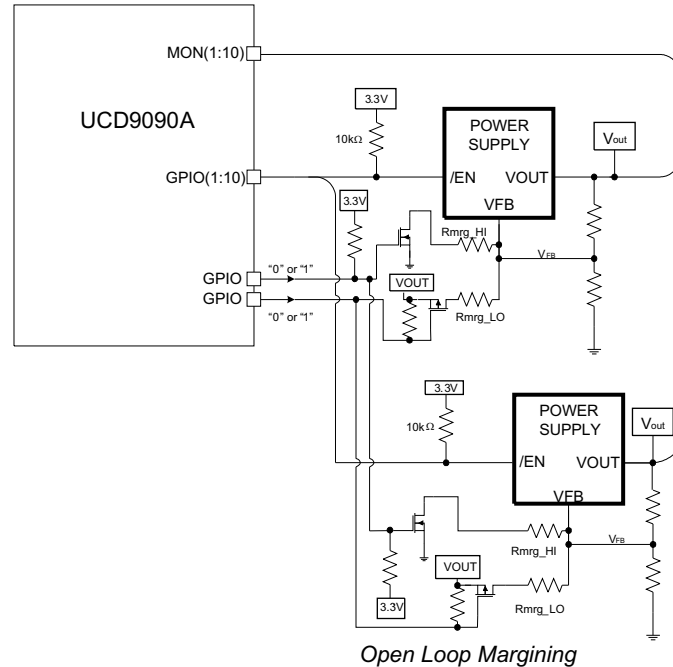 MON(1:10)
UCD9090A
GPIO(1:10)
GPIO
GPIO
"0" or "1"
"0" or "1"
3.3V
10kΩ
3.3V
POWER
SUPPLY
/EN
VOUT
VFB
Vout
Rmrg_HI
VFB
VOUT
Rmrg_LO
3.3V
10kΩ
POWER
SUPPLY
/EN
VOUT
VFB
Vout
Rmrg_HI
VFB
VOUT
Rmrg_LO
3.3V
Open Loop Margining